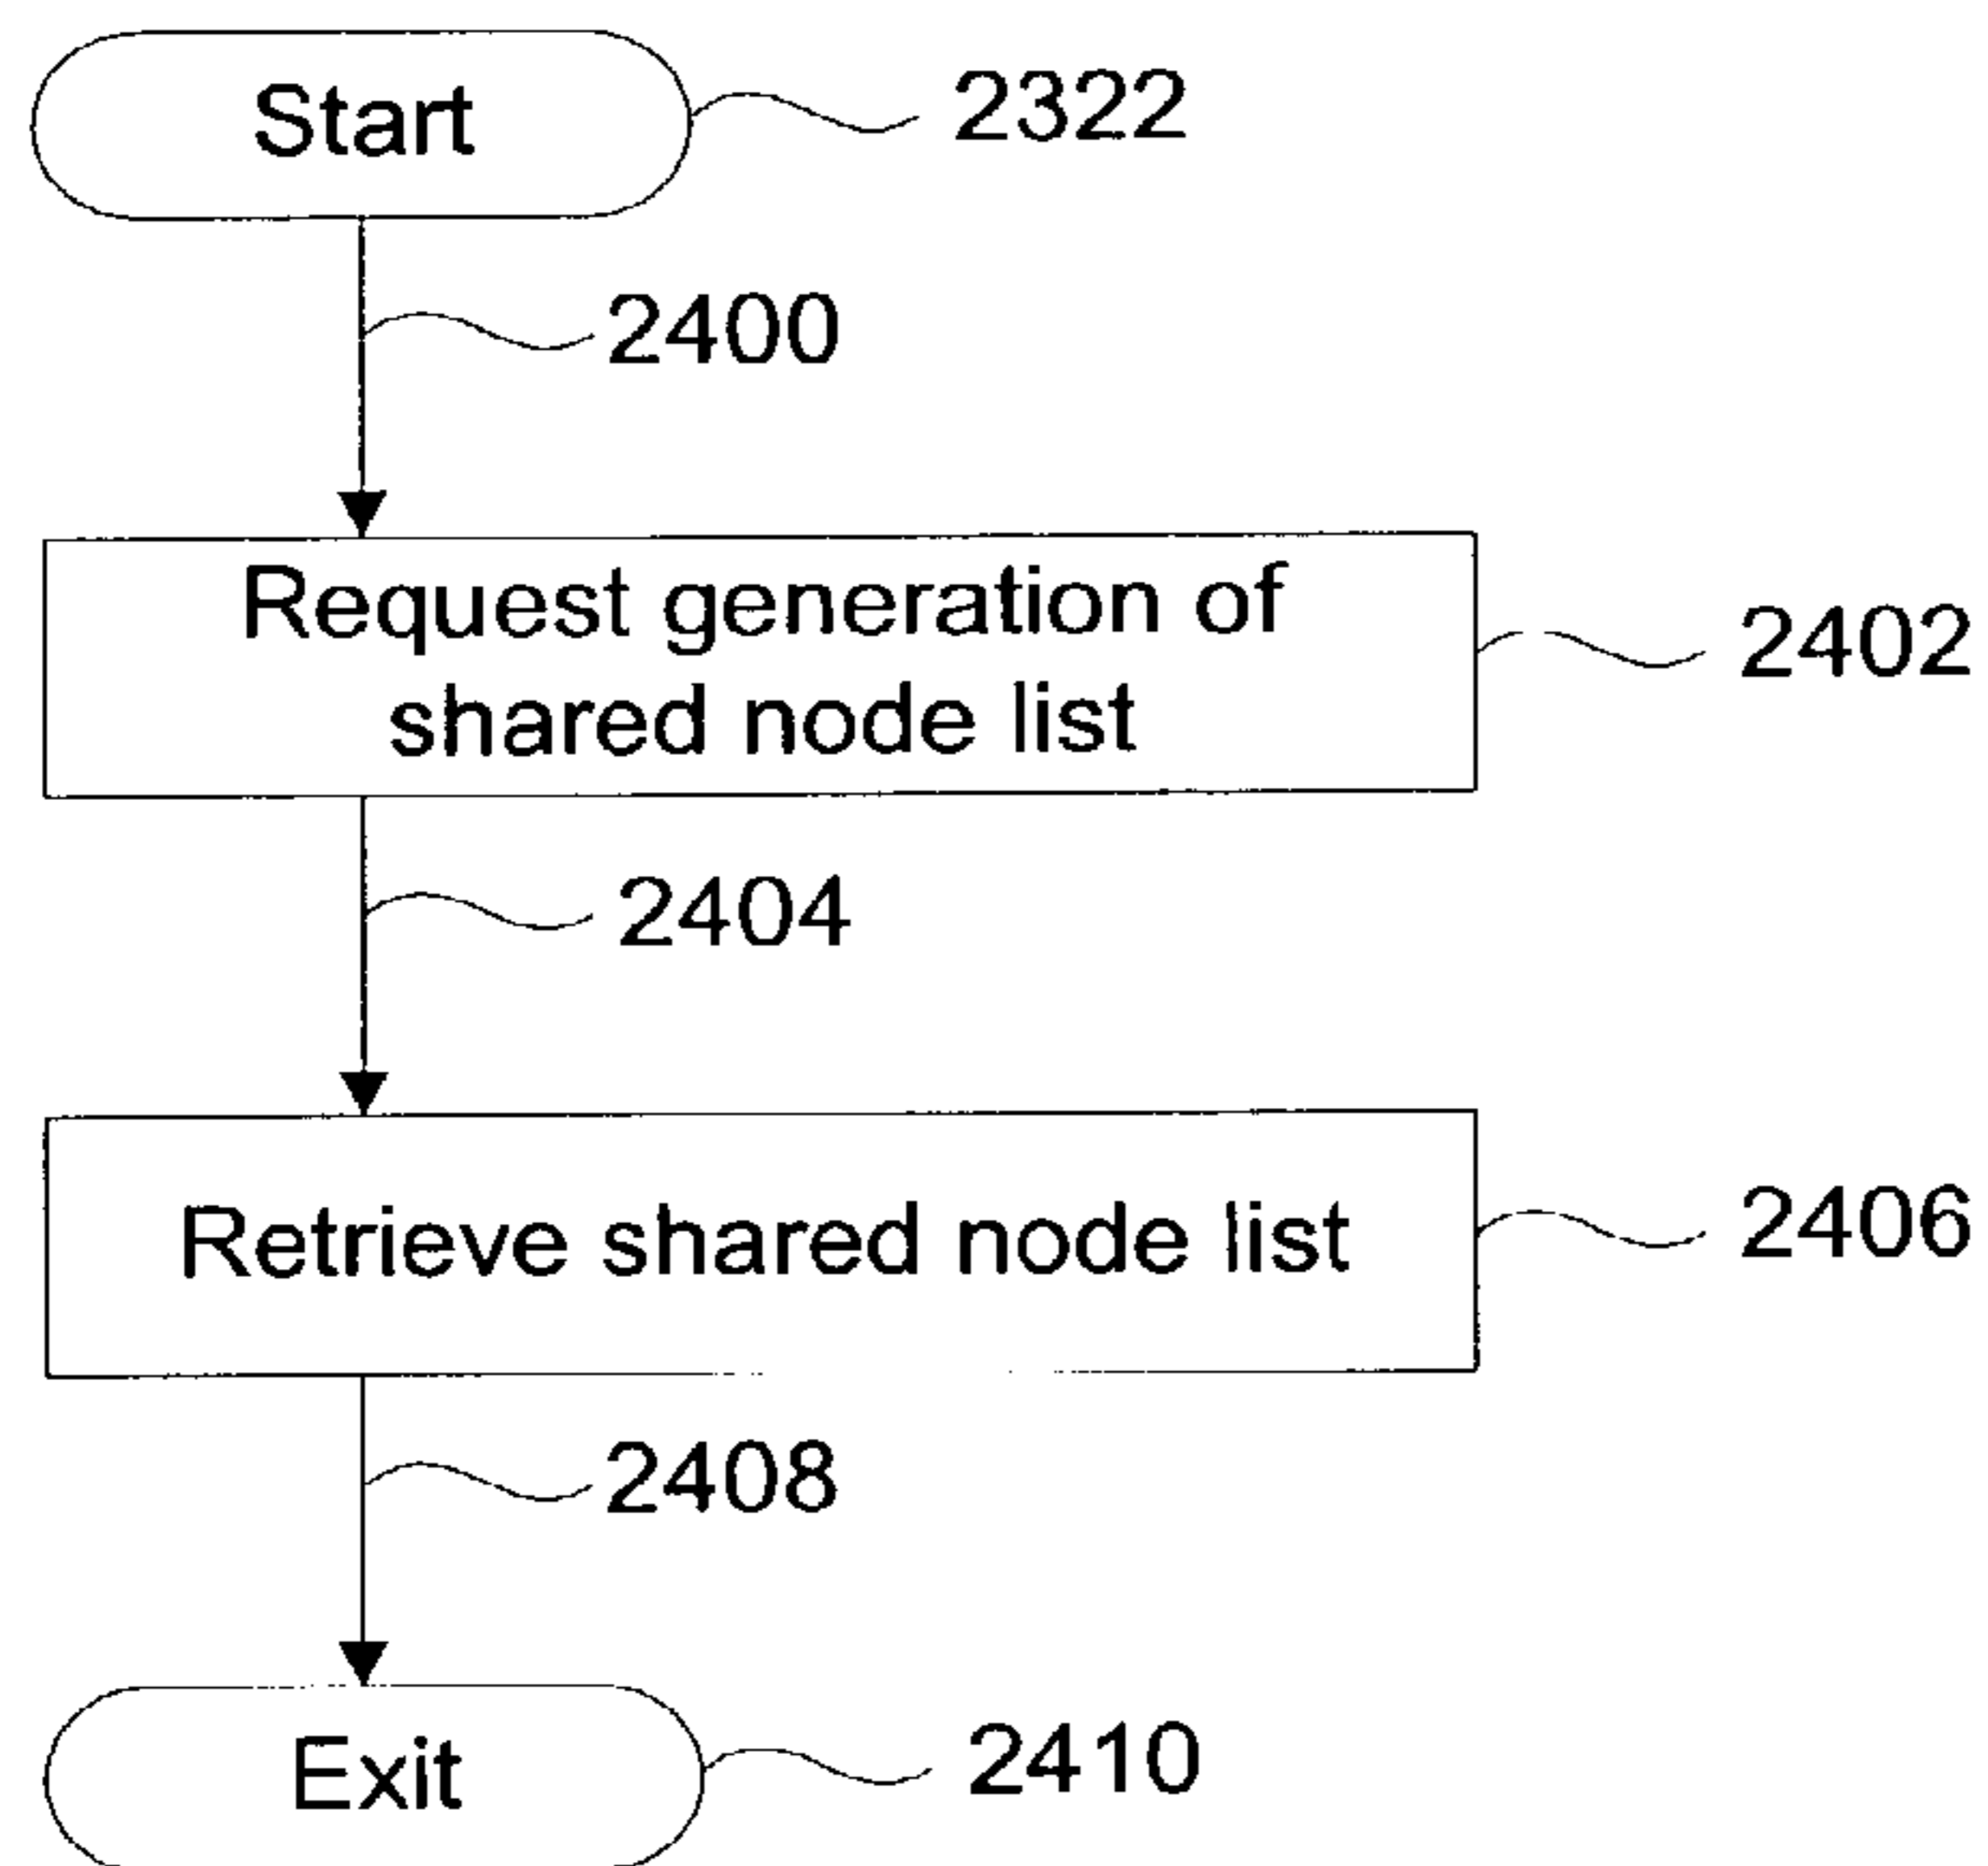 Start
2322
2400
Request generation of
shared node list
2402
2404
Retrieve shared node list
2406
2408
Exit
2410